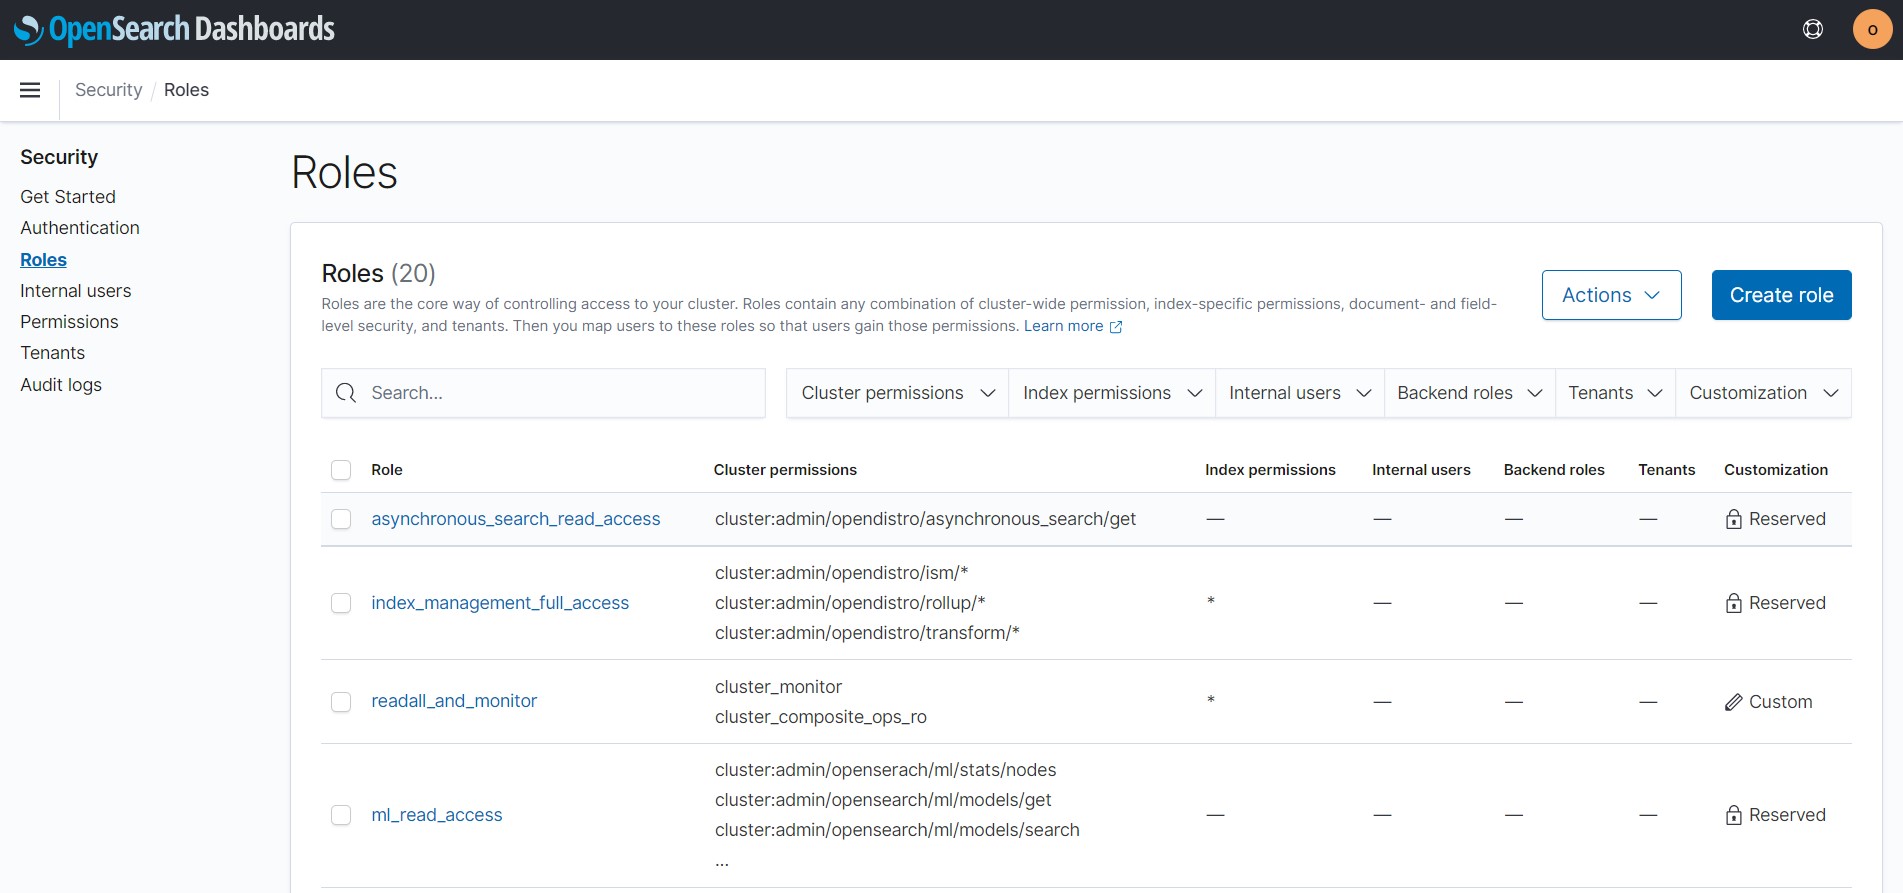 OpenSearch Dashboards
o
Security / Roles
Security
Get Started
Authentication
Roles
Internal users
Permissions
Tenants
Audit logs
Roles
Roles (20)
Roles are the core way of controlling access to your cluster. Roles contain any combination of cluster-wide permission, index-specific permissions, document- and field-
level security, and tenants. Then you map users to these roles so that users gain those permissions. Learn more
Actions
Create role
Search...
Cluster permissions
Index permissions
Internal users
Backend roles
Tenants
Customization
Role Cluster permissions Index permissions Internal users Backend roles Tenants Customization
asynchronous_search_read_access cluster:admin/opendistro/asynchronous_search/get — — — — Reserved
cluster:admin/opendistro/ism/*
index_management_full_access cluster:admin/opendistro/rollup/* * — — — Reserved
cluster:admin/opendistro/transform/*
cluster_monitor
readall_and_monitor * — — — Custom
cluster_composite_ops_ro
cluster:admin/openserach/ml/stats/nodes
cluster:admin/opensearch/ml/models/get
ml_read_access — — — — Reserved
cluster:admin/opensearch/ml/models/search
...